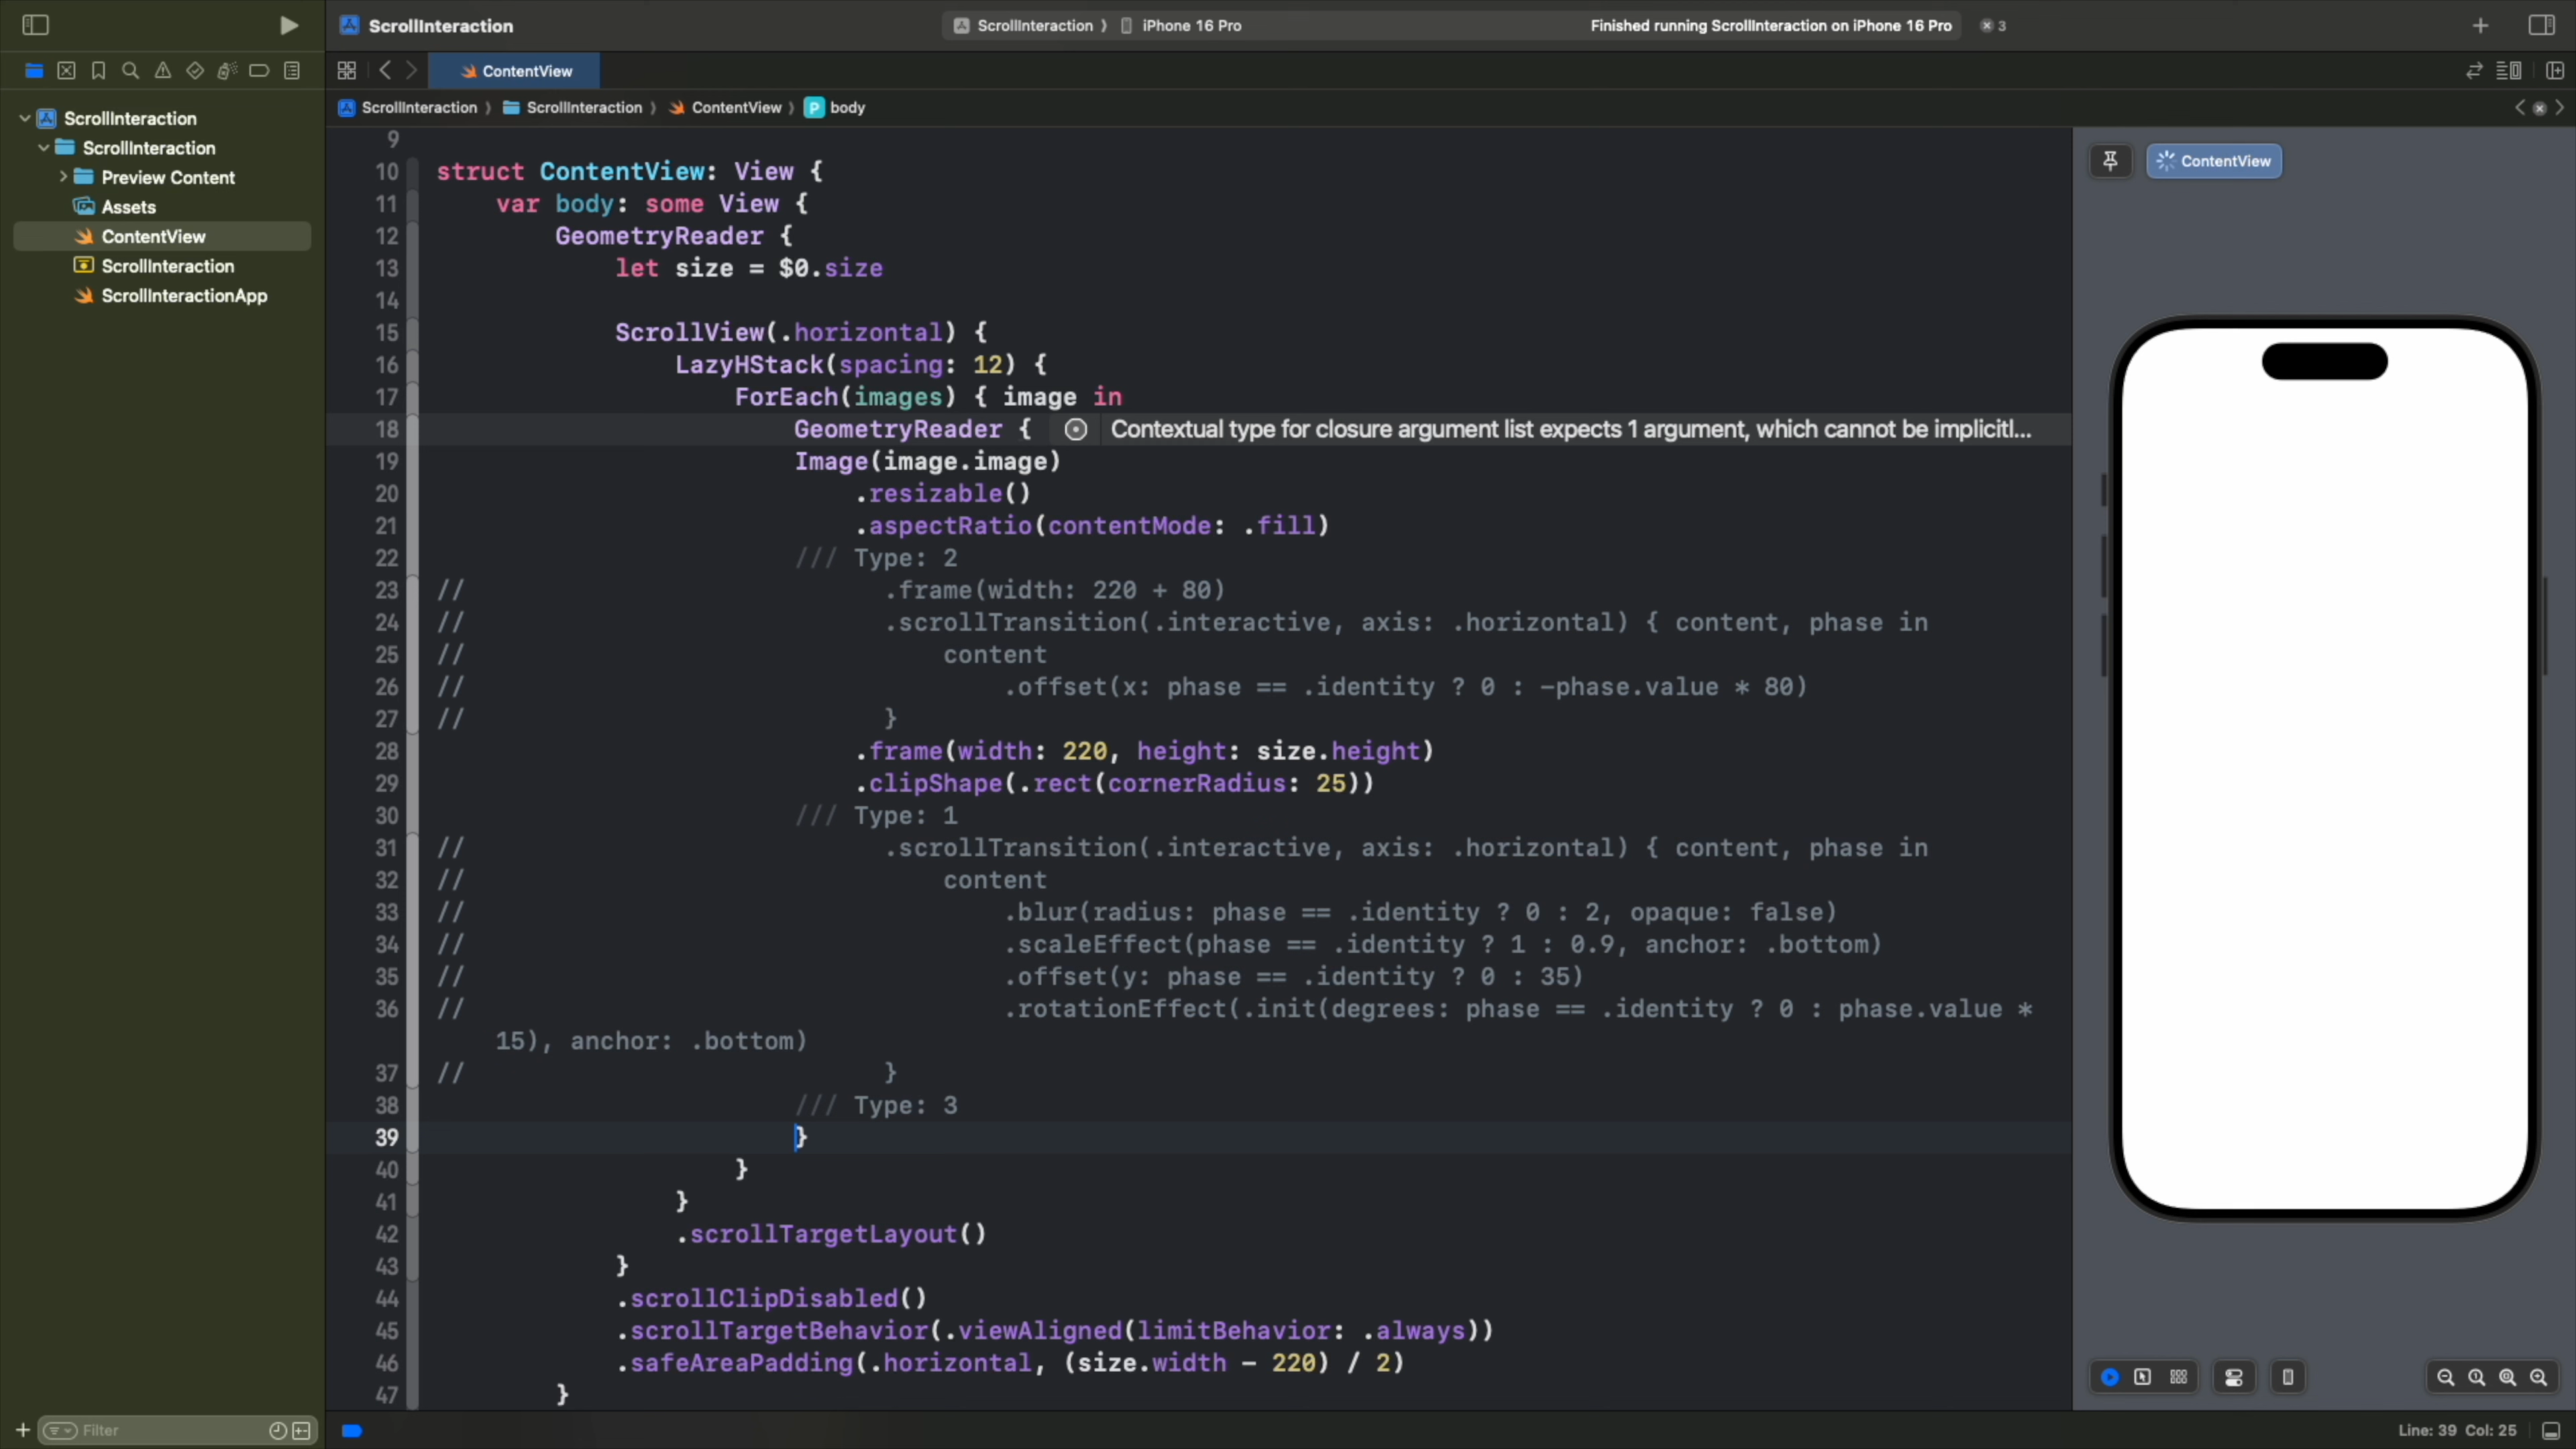 ScrollInteraction
ScrollInteraction 〉 iPhone 16 Pro
Finished running ScrollInteraction on iPhone 16 Pro
3
ContentView
ScrollInteraction 〉 ScrollInteraction 〉 ContentView 〉 P body
ScrollInteraction
ScrollInteraction
Preview Content
Assets
ContentView
ScrollInteraction
ScrollInteractionApp
9
10 struct ContentView: View {
11     var body: some View {
12         GeometryReader {
13             let size = $0.size
14
15             ScrollView(.horizontal) {
16                 LazyHStack(spacing: 12) {
17                     ForEach(images) { image in
18                         GeometryReader { Contextual type for closure argument list expects 1 argument, which cannot be implicitl...
19                         Image(image.image)
20                             .resizable()
21                             .aspectRatio(contentMode: .fill)
22                         /// Type: 2
23 //                            .frame(width: 220 + 80)
24 //                            .scrollTransition(.interactive, axis: .horizontal) { content, phase in
25 //                                content
26 //                                    .offset(x: phase == .identity ? 0 : -phase.value * 80)
27 //                            }
28                             .frame(width: 220, height: size.height)
29                             .clipShape(.rect(cornerRadius: 25))
30                         /// Type: 1
31 //                            .scrollTransition(.interactive, axis: .horizontal) { content, phase in
32 //                                content
33 //                                    .blur(radius: phase == .identity ? 0 : 2, opaque: false)
34 //                                    .scaleEffect(phase == .identity ? 1 : 0.9, anchor: .bottom)
35 //                                    .offset(y: phase == .identity ? 0 : 35)
36 //                                    .rotationEffect(.init(degrees: phase == .identity ? 0 : phase.value *
15), anchor: .bottom)
37 //                            }
38                         /// Type: 3
39                         }
40                     }
41                 }
42                 .scrollTargetLayout()
43             }
44             .scrollClipDisabled()
45             .scrollTargetBehavior(.viewAligned(limitBehavior: .always))
46             .safeAreaPadding(.horizontal, (size.width - 220) / 2)
47         }
ContentView
Filter
Line: 39 Col: 25